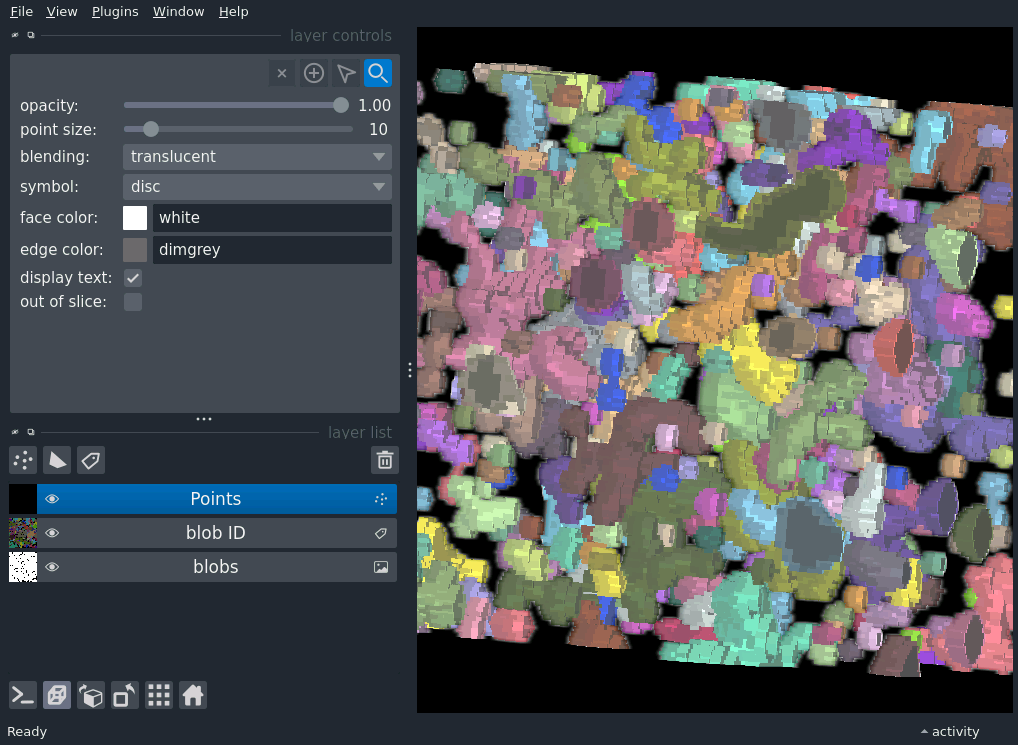 File View Plugins Window Help
layer controls
opacity: 1.00
point size: 10
blending: translucent
symbol: disc
face color: white
edge color: dimgrey
display text:
out of slice:
layer list
Points
blob ID
blobs
Ready
activity